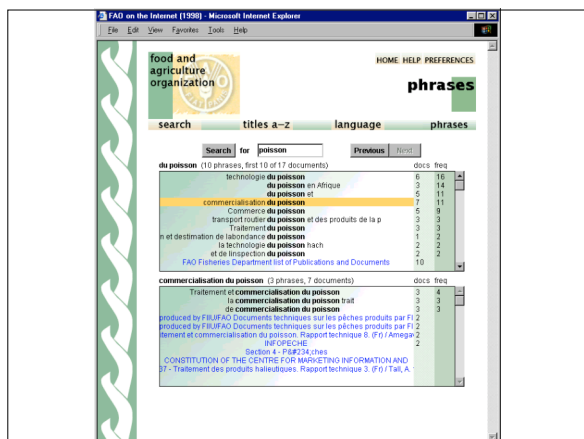 FAO on the Internet (1998) - Microsoft Internet Explorer
File Edit View Favorites Tools Help
food and
agriculture
organization
HOME HELP PREFERENCES
phrases
search titles a–z language phrases
Search for poisson Previous Next
du poisson (10 phrases, first 10 of 17 documents) docs freq
technologie du poisson 6 16
du poisson en Afrique 3 14
du poisson et 5 11
commercialisation du poisson 7 11
Commerce du poisson 5 9
transport routier du poisson et des produits de la p 3 3
Traitement du poisson 3 3
n et destimation de labondance du poisson 1 2
la technologie du poisson hach 2 2
et de linspection du poisson 2 2
FAO Fisheries Department list of Publications and Documents 10
commercialisation du poisson (3 phrases, 7 documents) docs freq
Traitement et commercialisation du poisson 3 4
la commercialisation du poisson trait 3 3
de commercialisation du poisson 3 3
produced by FIIU/FAO Documents techniques sur les pêches produits par FI 2
produced by FIIU/FAO Documents techniques sur les pêches produits par FI 2
tement et commercialisation du poisson. Rapport technique 8. (Fr) / Amega 2
INFOPECHE 2
Section 4 - P&#234;ches
CONSTITUTION OF THE CENTRE FOR MARKETING INFORMATION AND
37 - Traitement des produits halieutiques. Rapport technique 3. (Fr) / Tall, A.